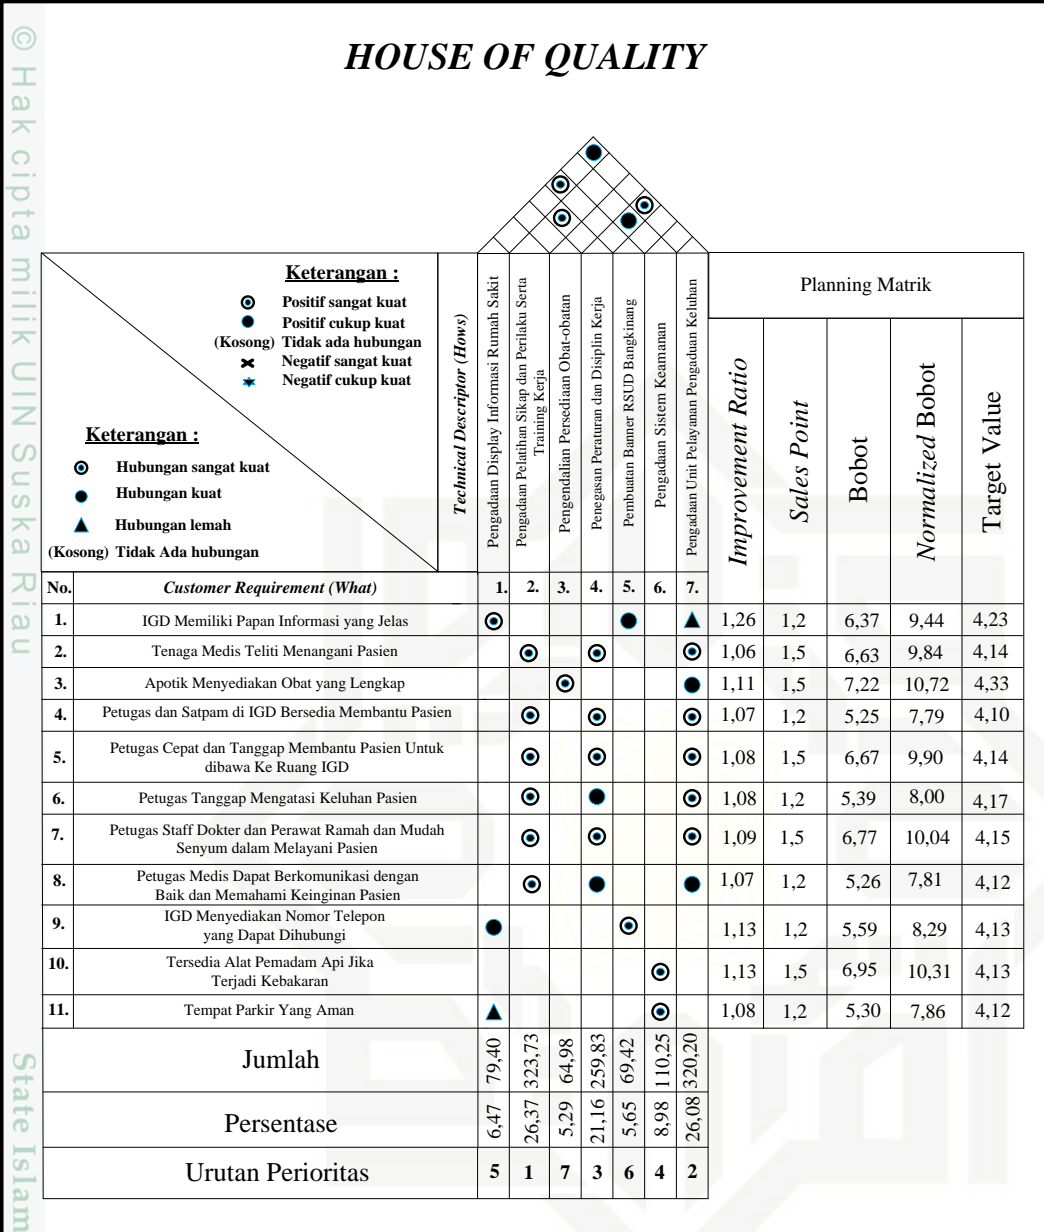 © Hak cipta milik UIN Suska Riau
State Islam
HOUSE OF QUALITY
Keterangan :
Positif sangat kuat
Positif cukup kuat
(Kosong) Tidak ada hubungan
Negatif sangat kuat
Negatif cukup kuat
Keterangan :
Hubungan sangat kuat
Hubungan kuat
Hubungan lemah
(Kosong) Tidak Ada hubungan
Technical Descriptor (Hows)
Pengadaan Display Informasi Rumah Sakit
Pengadaan Pelatihan Sikap dan Perilaku Serta
Training Kerja
Pengendian Persediaan Obat-obatan
Penegasan Peraturan dan Disiplin Kerja
Pembuatan Banner RSUD Bangkinang
Pengadaan Sistem Keamanan
Pengadaan Unit Pelayanan Pengaduan Keluhan
Planning Matrik
Improvement Ratio
Sales Point
Bobot
Normalized Bobot
Target Value
No. Customer Requirement (What) 1. 2. 3. 4. 5. 6. 7.
1. IGD Memiliki Papan Informasi yang Jelas 1,26 1,2 6,37 9,44 4,23
2. Tenaga Medis Teliti Menangani Pasien 1,06 1,5 6,63 9,84 4,14
3. Apotik Menyediakan Obat yang Lengkap 1,11 1,5 7,22 10,72 4,33
4. Petugas dan Satpam di IGD Bersedia Membantu Pasien 1,07 1,2 5,25 7,79 4,10
5. Petugas Cepat dan Tanggap Membantu Pasien Untuk
dibawa Ke Ruang IGD 1,08 1,5 6,67 9,90 4,14
6. Petugas Tanggap Mengatasi Keluhan Pasien 1,08 1,2 5,39 8,00 4,17
7. Petugas Staff Dokter dan Perawat Ramah dan Mudah
Senyum dalam Melayani Pasien 1,09 1,5 6,77 10,04 4,15
8. Petugas Medis Dapat Berkomunikasi dengan
Baik dan Memahami Keinginan Pasien 1,07 1,2 5,26 7,81 4,12
9. IGD Menyediakan Nomor Telepon
yang Dapat Dihubungi 1,13 1,2 5,59 8,29 4,13
10. Tersedia Alat Pemadam Api Jika
Terjadi Kebakaran 1,13 1,5 6,95 10,31 4,13
11. Tempat Parkir Yang Aman 1,08 1,2 5,30 7,86 4,12
Jumlah 79,40 323,73 64,98 259,83 69,42 110,25 320,20
Persentase 6,47 26,37 5,29 21,16 5,65 8,98 26,08
Urutan Perioritas 5 1 7 3 6 4 2